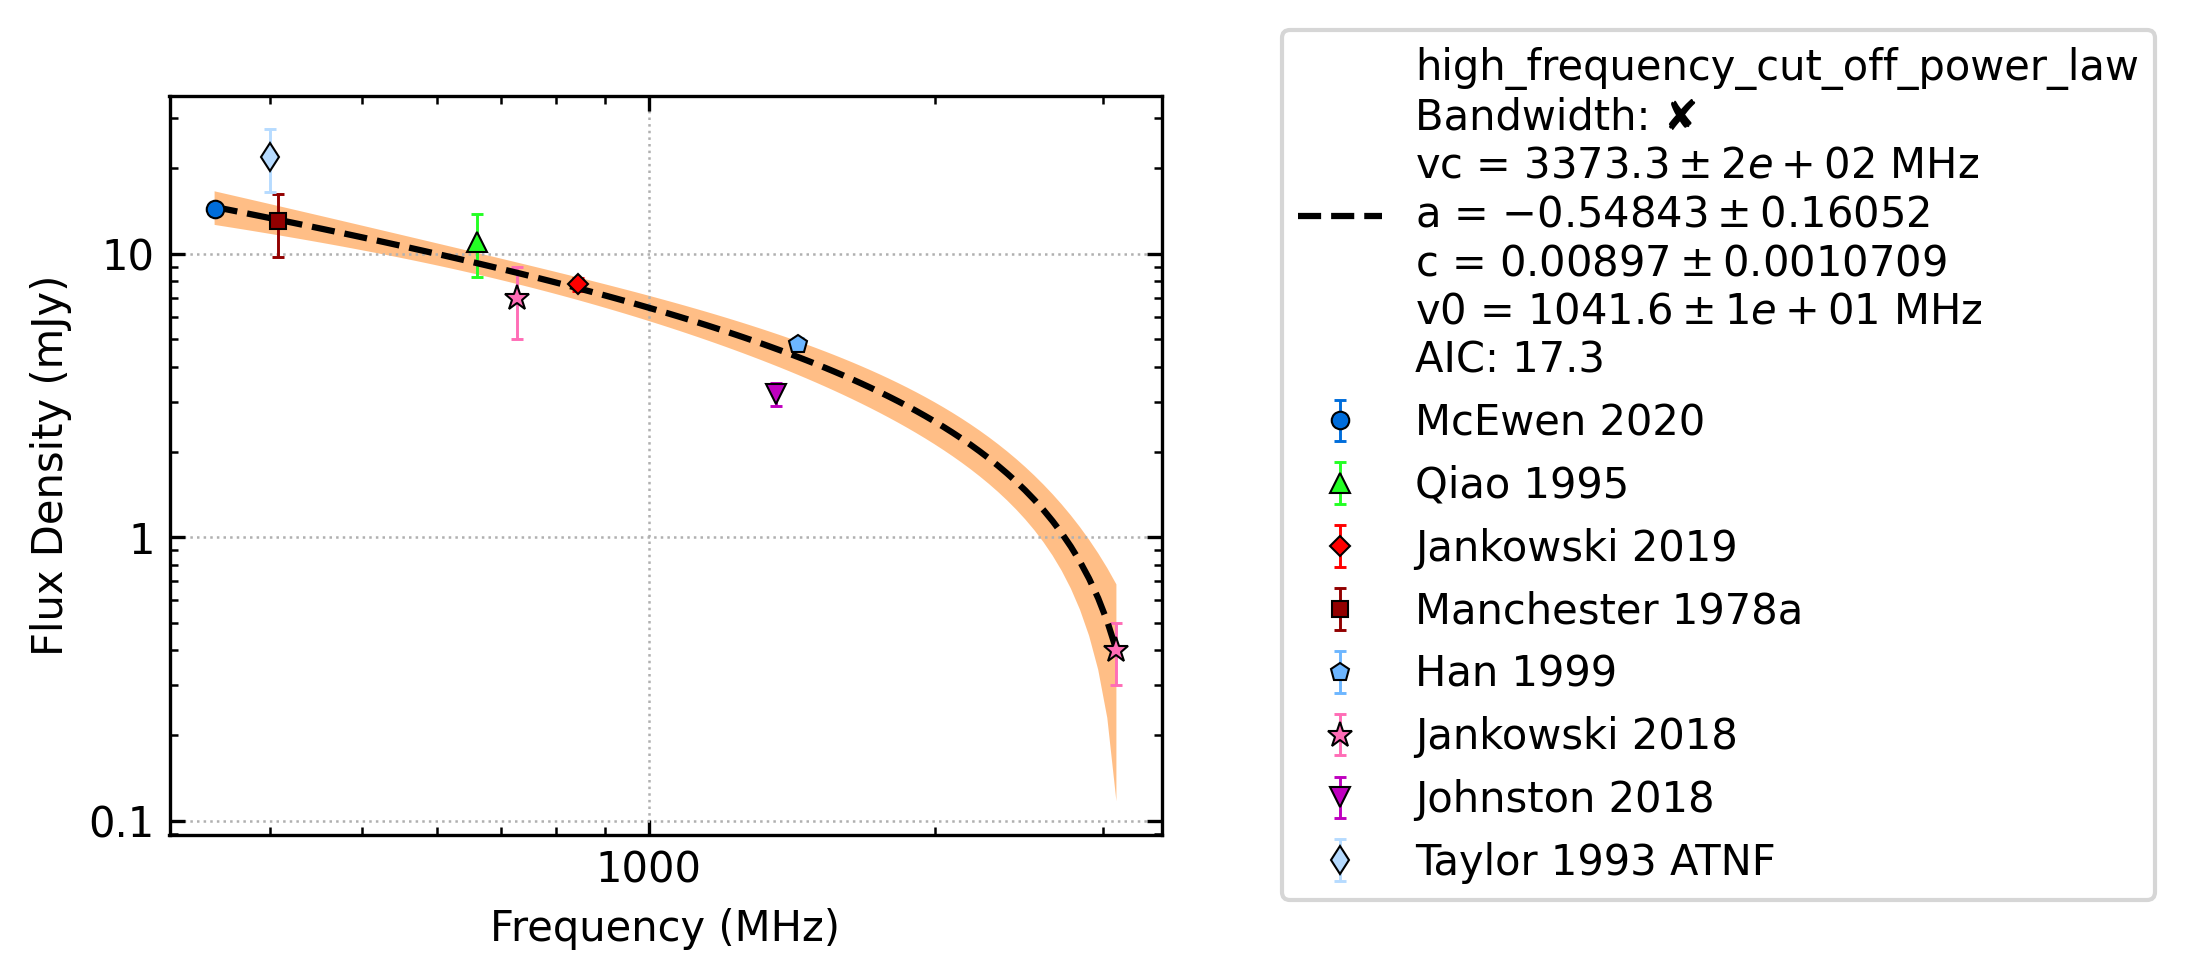 10
1
0.1
1000
Flux Density (mJy)
Frequency (MHz)
high_frequency_cut_off_power_law
Bandwidth: ✘
vc = 3373.3 ± 2e + 02 MHz
a = −0.54843 ± 0.16052
c = 0.00897 ± 0.0010709
v0 = 1041.6 ± 1e + 01 MHz
AIC: 17.3
McEwen 2020
Qiao 1995
Jankowski 2019
Manchester 1978a
Han 1999
Jankowski 2018
Johnston 2018
Taylor 1993 ATNF